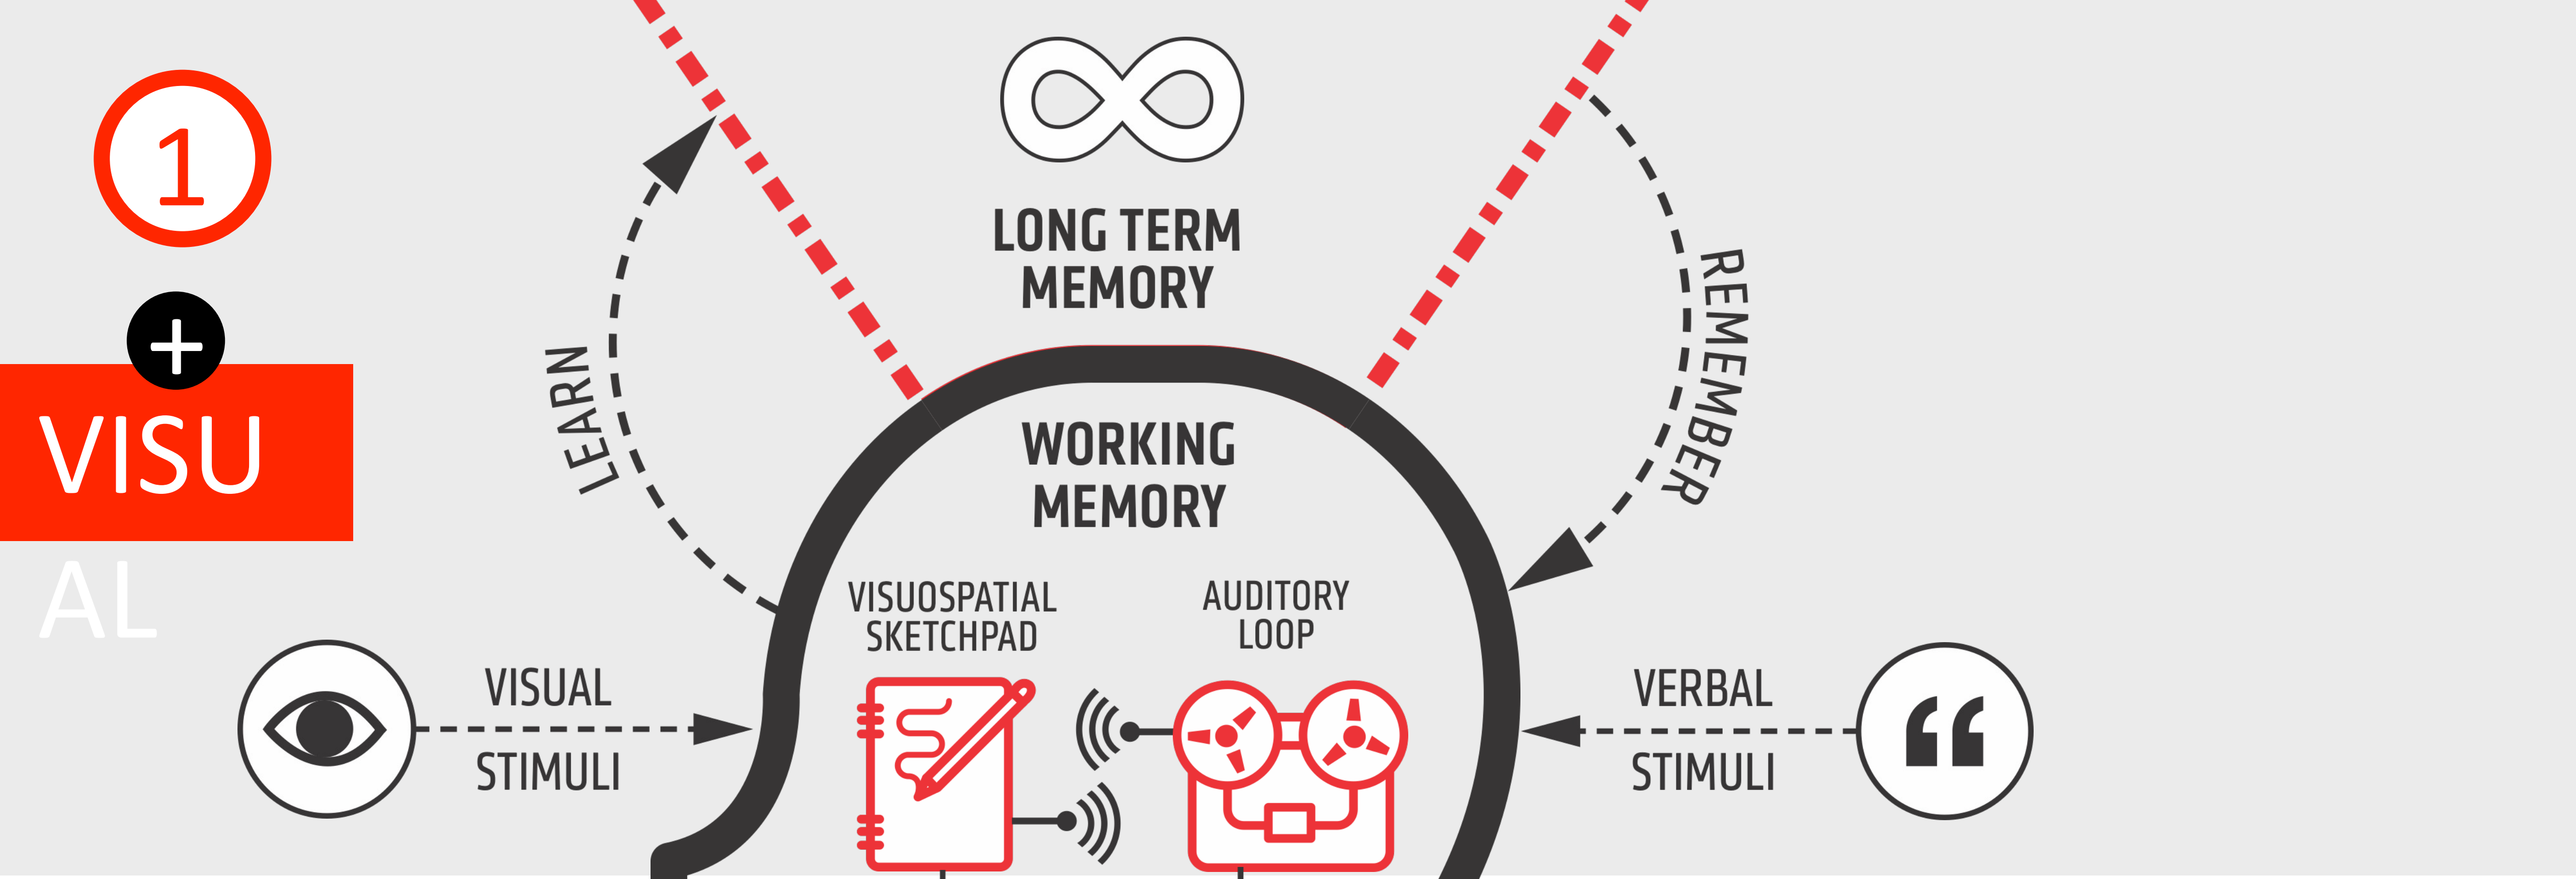 1
+
VISU
AL
LONG TERM
MEMORY
LEARN
REMEMBER
WORKING
MEMORY
VISUOSPATIAL
SKETCHPAD
AUDITORY
LOOP
VISUAL
STIMULI
VERBAL
STIMULI
“